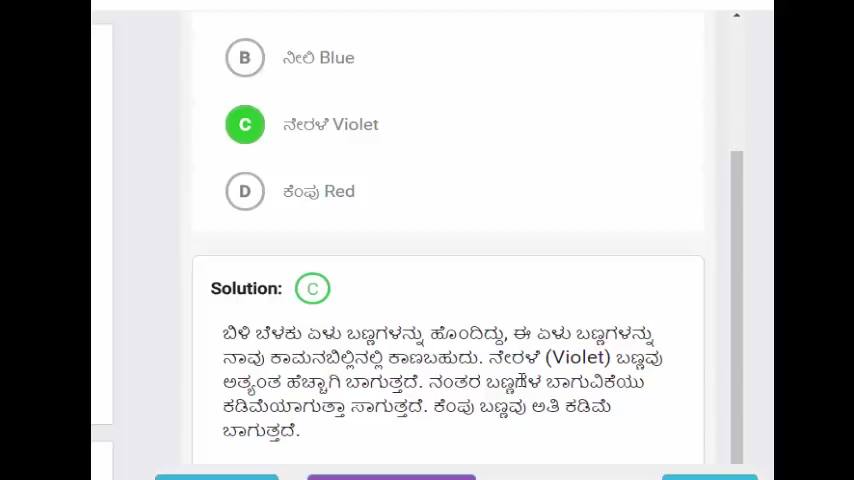 B ನೀಲಿ Blue
C ನೇರಳೆ Violet
D ಕೆಂಪು Red
Solution: C
ಬಿಳಿ ಬೆಳಕು ಏಳು ಬಣ್ಣಗಳನ್ನು ಹೊಂದಿದ್ದು, ಈ ಏಳು ಬಣ್ಣಗಳನ್ನು
ನಾವು ಕಾಮನಬಿಲ್ಲಿನಲ್ಲಿ ಕಾಣಬಹುದು. ನೇರಳೆ (Violet) ಬಣ್ಣವು
ಅತ್ಯಂತ ಹೆಚ್ಚಾಗಿ ಬಾಗುತ್ತದೆ. ನಂತರ ಬಣ್ಣಗಳ ಬಾಗುವಿಕೆಯು
ಕಡಿಮೆಯಾಗುತ್ತಾ ಸಾಗುತ್ತದೆ. ಕೆಂಪು ಬಣ್ಣವು ಅತಿ ಕಡಿಮೆ
ಬಾಗುತ್ತದೆ.